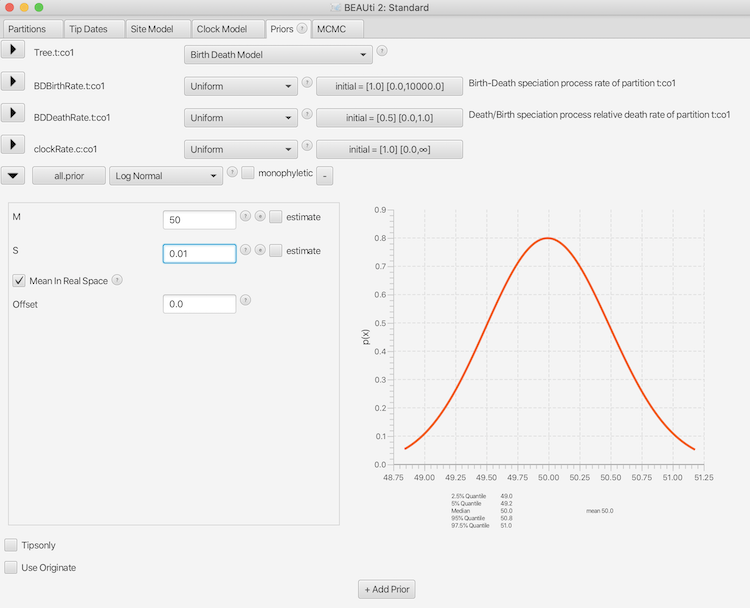 BEAUti 2: Standard
Partitions Tip Dates Site Model Clock Model Priors ? MCMC
Tree.t:co1 Birth Death Model ?
BDBirthRate.t:co1 Uniform ? initial = [1.0] [0.0,10000.0] Birth-Death speciation process rate of partition t:co1
BDDeathRate.t:co1 Uniform ? initial = [0.5] [0.0,1.0] Death/Birth speciation process relative death rate of partition t:co1
clockRate.c:co1 Uniform ? initial = [1.0] [0.0,∞]
all.prior Log Normal ? monophyletic -
M 50 ? estimate
S 0.01 ? estimate
Mean In Real Space ?
Offset 0.0 ?
p(x)
0.9
0.8
0.7
0.6
0.5
0.4
0.3
0.2
0.1
0.0
48.75 49.00 49.25 49.50 49.75 50.00 50.25 50.50 50.75 51.00 51.25
2.5% Quantile 49.0
5% Quantile 49.2
Median 50.0 mean 50.0
95% Quantile 50.8
97.5% Quantile 51.0
Tipsonly
Use Originate
+ Add Prior